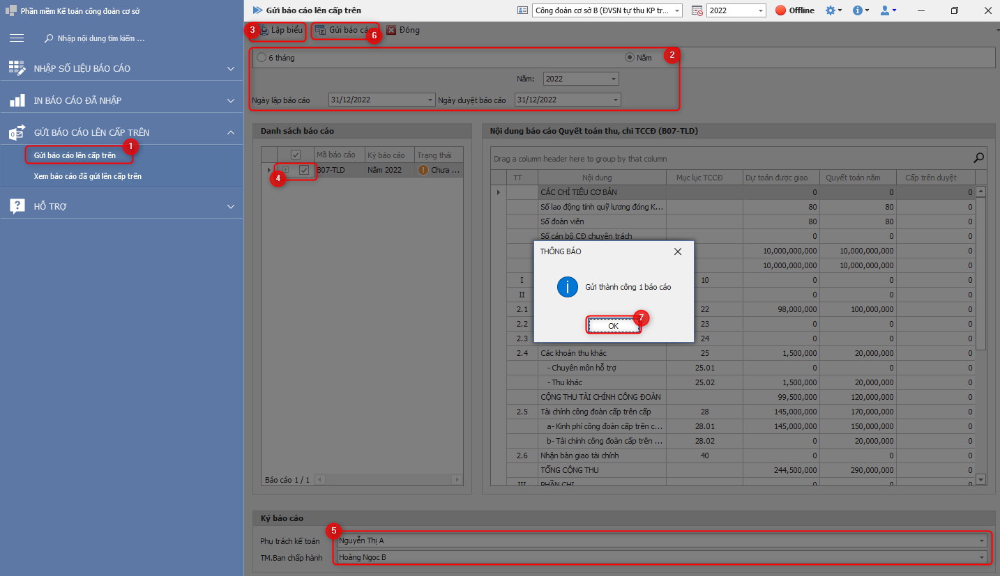 Phần mềm Kế toán công đoàn cơ sở
Nhập nội dung tìm kiếm ...
NHẬP SỐ LIỆU BÁO CÁO
IN BÁO CÁO ĐÃ NHẬP
GỬI BÁO CÁO LÊN CẤP TRÊN
Gửi báo cáo lên cấp trên 1
Xem báo cáo đã gửi lên cấp trên
HỖ TRỢ
Gửi báo cáo lên cấp trên
Công đoàn cơ sở B (ĐVSN tự thu KP tr... 2022 Offline
3 Lập biểu Gửi báo cáo 6 Đóng
6 tháng Năm 2
Năm: 2022
Ngày lập báo cáo 31/12/2022 Ngày duyệt báo cáo 31/12/2022
Danh sách báo cáo
Mã báo cáo Kỳ báo cáo Trạng thái
B07-TLD Năm 2022 Chưa ...
4
Báo cáo 1 / 1
Nội dung báo cáo Quyết toán thu, chi TCCĐ (B07-TLD)
Drag a column header here to group by that column
TT Nội dung Mục lục TCCĐ Dự toán được giao Quyết toán năm Cấp trên duyệt
CÁC CHỈ TIÊU CƠ BẢN 0 0 0
Số lao động tính quỹ lương đóng K... 80 80 0
Số đoàn viên 80 80 0
Số cán bộ CĐ chuyên trách 0 0 0
10,000,000,000 10,000,000,000 0
10,000,000,000 10,000,000,000 0
I 10 0 0 0
II 0 0 0
2.1 22 98,000,000 100,000,000 0
2.2 23 0 0 0
2.3 24 0 0 0
2.4 Các khoản thu khác 25 1,500,000 20,000,000 0
- Chuyên môn hỗ trợ 25.01 0 0 0
- Thu khác 25.02 1,500,000 20,000,000 0
CỘNG THU TÀI CHÍNH CÔNG ĐOÀN 99,500,000 120,000,000 0
2.5 Tài chính công đoàn cấp trên cấp 28 145,000,000 170,000,000 0
a- Kinh phí công đoàn cấp trên c... 28.01 145,000,000 150,000,000 0
b- Tài chính công đoàn cấp trên ... 28.02 0 20,000,000 0
2.6 Nhận bàn giao tài chính 40 0 0 0
TỔNG CỘNG THU 244,500,000 290,000,000 0
III PHẦN CHI 0 0 0
THÔNG BÁO
i Gửi thành công 1 báo cáo
OK 7
Ký báo cáo
5
Phụ trách kế toán Nguyễn Thị A
TM.Ban chấp hành Hoàng Ngọc B